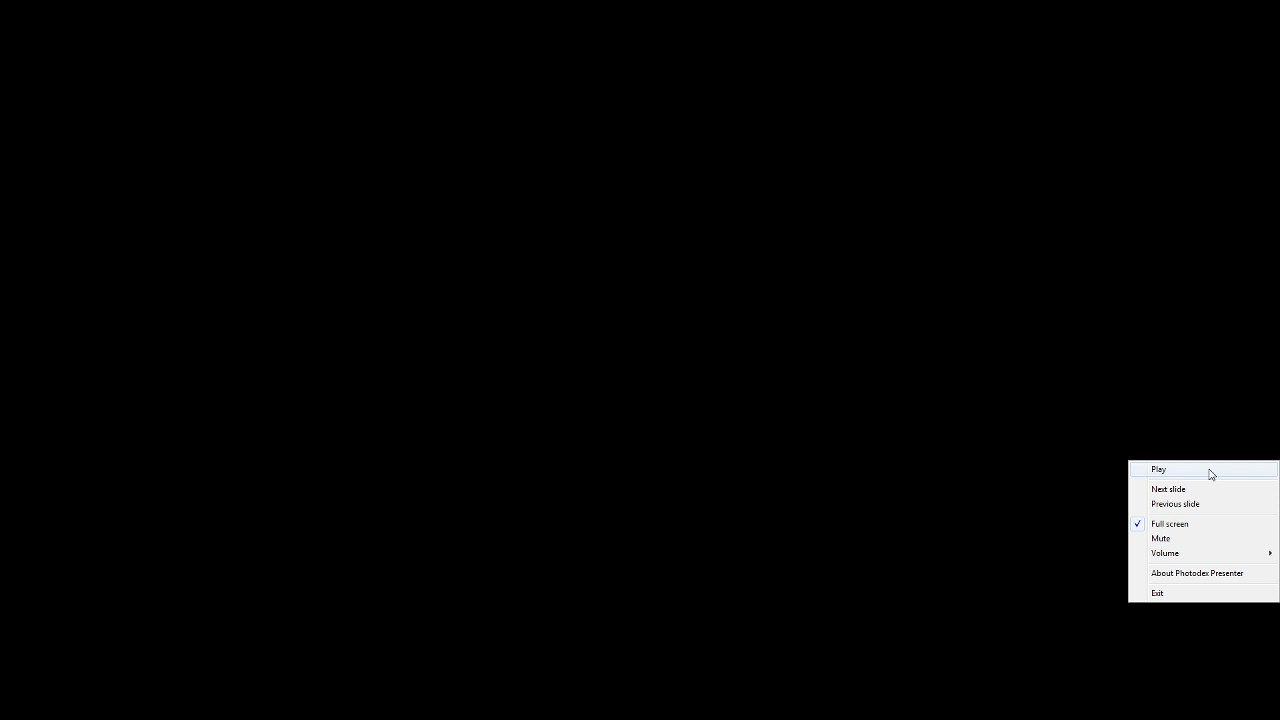 Play
Next slide
Previous slide
Full screen
Mute
Volume
About Photodex Presenter
Exit